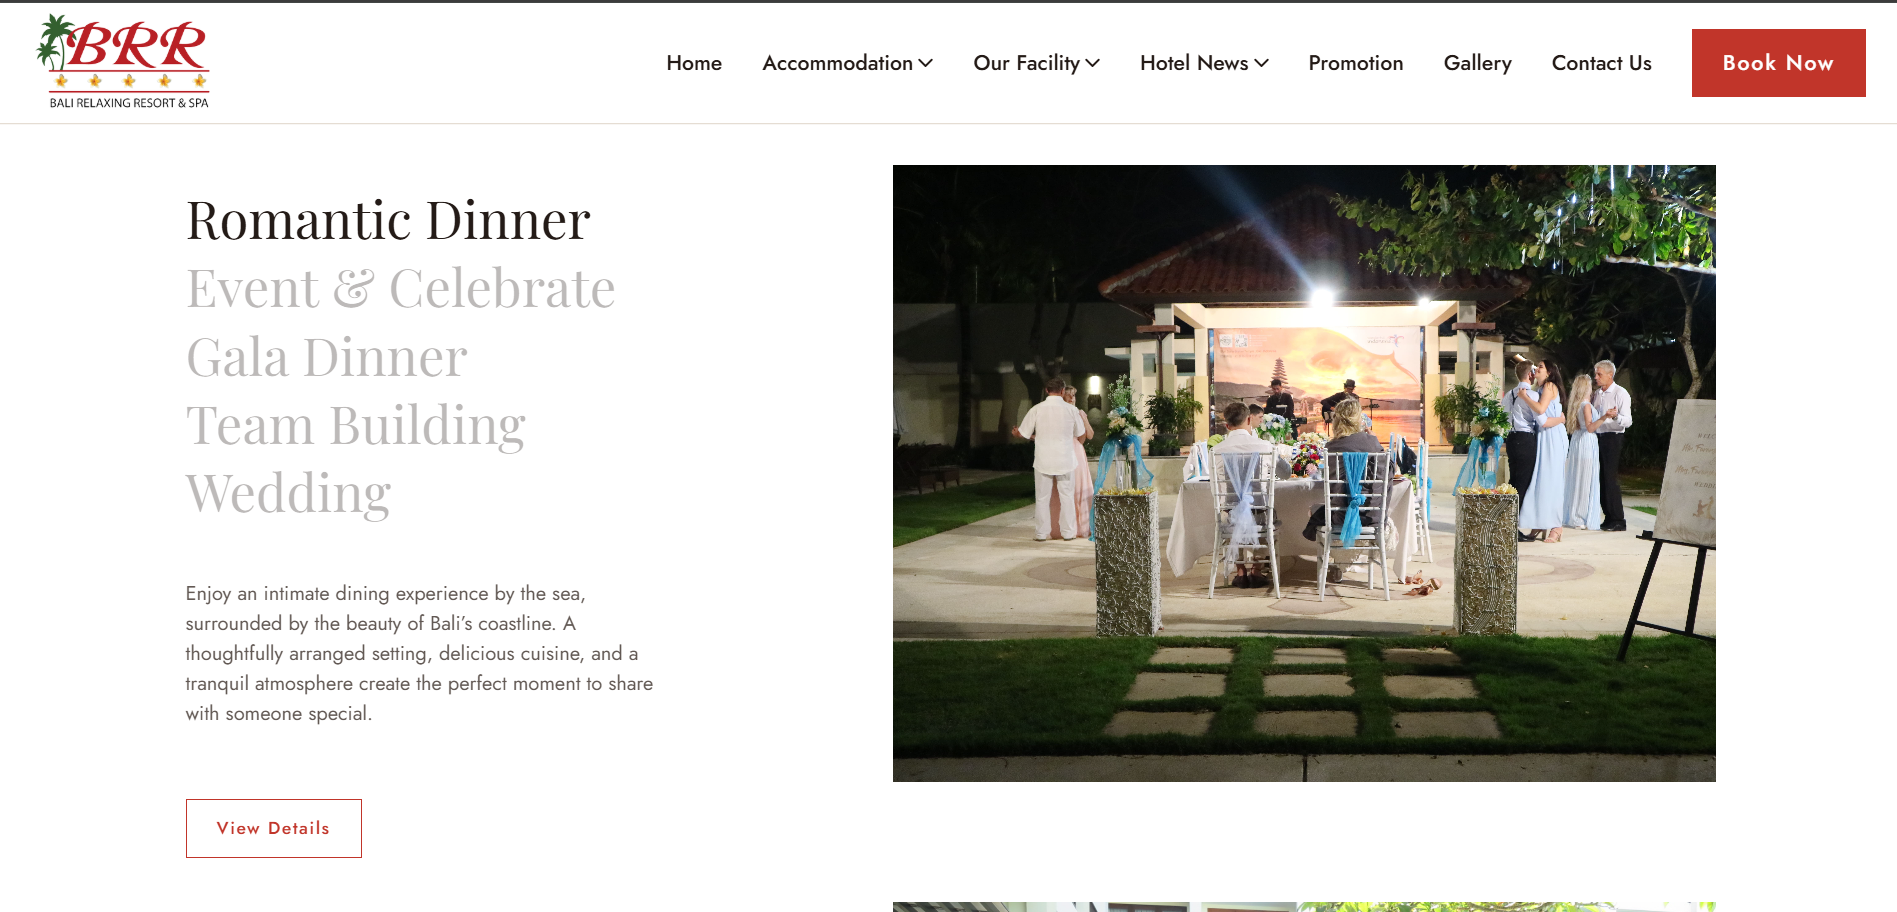 BRR
BALI RELAXING RESORT & SPA
Home
Accommodation
Our Facility
Hotel News
Promotion
Gallery
Contact Us
Book Now
Romantic Dinner
Event & Celebrate
Gala Dinner
Team Building
Wedding
Enjoy an intimate dining experience by the sea,
surrounded by the beauty of Bali’s coastline. A
thoughtfully arranged setting, delicious cuisine, and a
tranquil atmosphere create the perfect moment to share
with someone special.
View Details